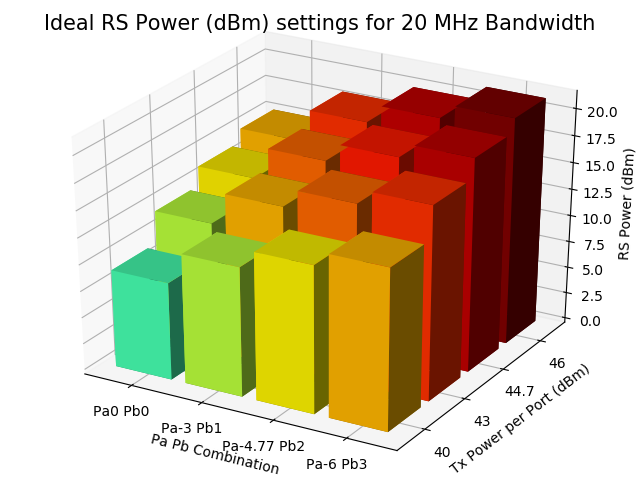 Ideal RS Power (dBm) settings for 20 MHz Bandwidth
20.0
17.5
15.0
12.5
10.0
7.5
5.0
2.5
0.0
RS Power (dBm)
46
44.7
43
40
Tx Power per Port (dBm)
Pa0 Pb0
Pa-3 Pb1
Pa-4.77 Pb2
Pa-6 Pb3
Pa Pb Combination